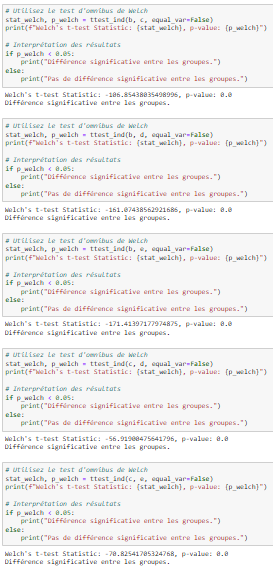 # Utilisez le test d'omnibus de Welch
stat_welch, p_welch = ttest_ind(b, c, equal_var=False)
print(f"Welch's t-test Statistic: {stat_welch}, p-value: {p_welch}")
# Interprétation des résultats
if p_welch < 0.05:
print("Différence significative entre les groupes.")
else:
print("Pas de différence significative entre les groupes.")
Welch's t-test Statistic: -106.85438035498996, p-value: 0.0
Différence significative entre les groupes.
# Utilisez le test d'omnibus de Welch
stat_welch, p_welch = ttest_ind(b, d, equal_var=False)
print(f"Welch's t-test Statistic: {stat_welch}, p-value: {p_welch}")
# Interprétation des résultats
if p_welch < 0.05:
print("Différence significative entre les groupes.")
else:
print("Pas de différence significative entre les groupes.")
Welch's t-test Statistic: -161.07438562921686, p-value: 0.0
Différence significative entre les groupes.
# Utilisez le test d'omnibus de Welch
stat_welch, p_welch = ttest_ind(b, e, equal_var=False)
print(f"Welch's t-test Statistic: {stat_welch}, p-value: {p_welch}")
# Interprétation des résultats
if p_welch < 0.05:
print("Différence significative entre les groupes.")
else:
print("Pas de différence significative entre les groupes.")
Welch's t-test Statistic: -171.41397177974875, p-value: 0.0
Différence significative entre les groupes.
# Utilisez le test d'omnibus de Welch
stat_welch, p_welch = ttest_ind(c, d, equal_var=False)
print(f"Welch's t-test Statistic: {stat_welch}, p-value: {p_welch}")
# Interprétation des résultats
if p_welch < 0.05:
print("Différence significative entre les groupes.")
else:
print("Pas de différence significative entre les groupes.")
Welch's t-test Statistic: -56.91900475641796, p-value: 0.0
Différence significative entre les groupes.
# Utilisez le test d'omnibus de Welch
stat_welch, p_welch = ttest_ind(c, e, equal_var=False)
print(f"Welch's t-test Statistic: {stat_welch}, p-value: {p_welch}")
# Interprétation des résultats
if p_welch < 0.05:
print("Différence significative entre les groupes.")
else:
print("Pas de différence significative entre les groupes.")
Welch's t-test Statistic: -70.82541705324768, p-value: 0.0
Différence significative entre les groupes.